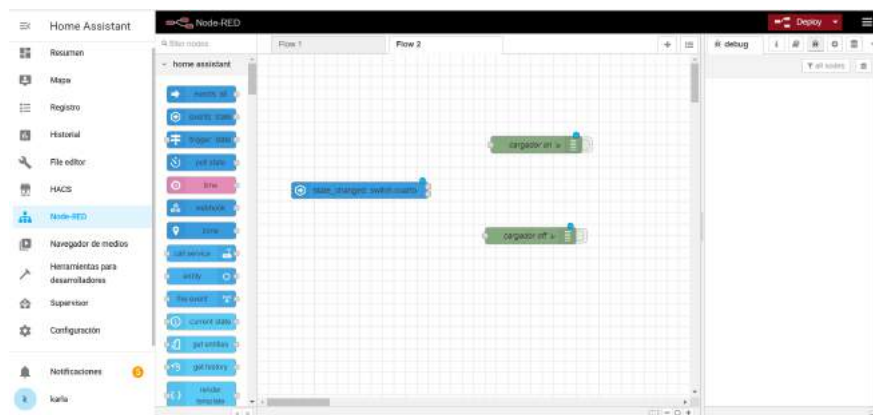 Home Assistant
Resumen
Mapa
Registro
Historial
File editor
HACS
Node-RED
Navegador de medios
Herramientas para
desarrolladores
Supervisor
Configuración
Notificaciones
5
k
karla
Node-RED
Deploy
filter nodes
home assistant
events: all
events: state
trigger: state
poll state
time
webhook
zone
call service
entity
fire event
current state
get entities
get history
render
template
Flow 1
Flow 2
state_changed: switch.cuarto
cargador on
cargador off
debug
all nodes